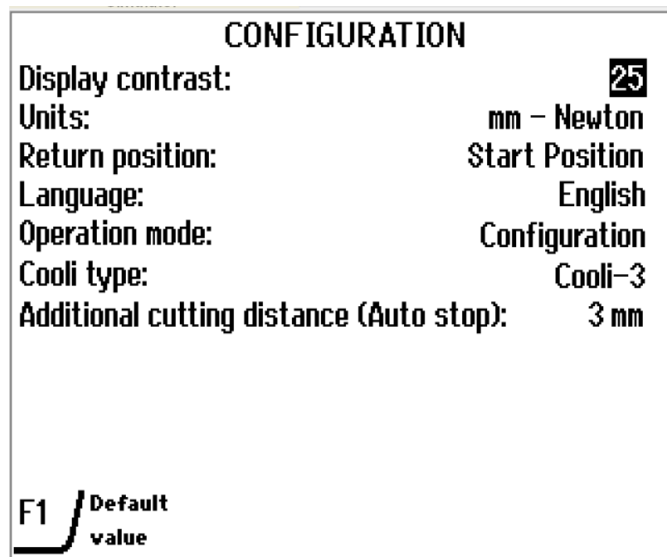 CONFIGURATION
Display contrast: 25
Units: mm – Newton
Return position: Start Position
Language: English
Operation mode: Configuration
Cooli type: Cooli-3
Additional cutting distance (Auto stop): 3 mm
F1 Default
value